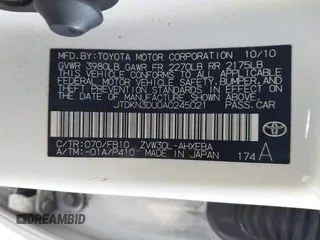 MFD.BY:TOYOTA MOTOR CORPORATION 10/10
GVWR 3980LB GAWR FR 2270LB RR 2175LB
THIS VEHICLE CONFORMS TO ALL APPLICABLE FEDERAL
MOTOR VEHICLE SAFETY, BUMPER, AND THEFT PREVENTION
STANDARDS IN EFFECT ON THE DATE OF
MANUFACTURE SHOWN ABOVE.
JTDKN3DU0A0245021 PASS.CAR
C/TR:070/FB10 ZVW30L-AHXEBA
A/TM:-01A/P410 MADE IN JAPAN 174 A
TOYOTA
© DREAMBID